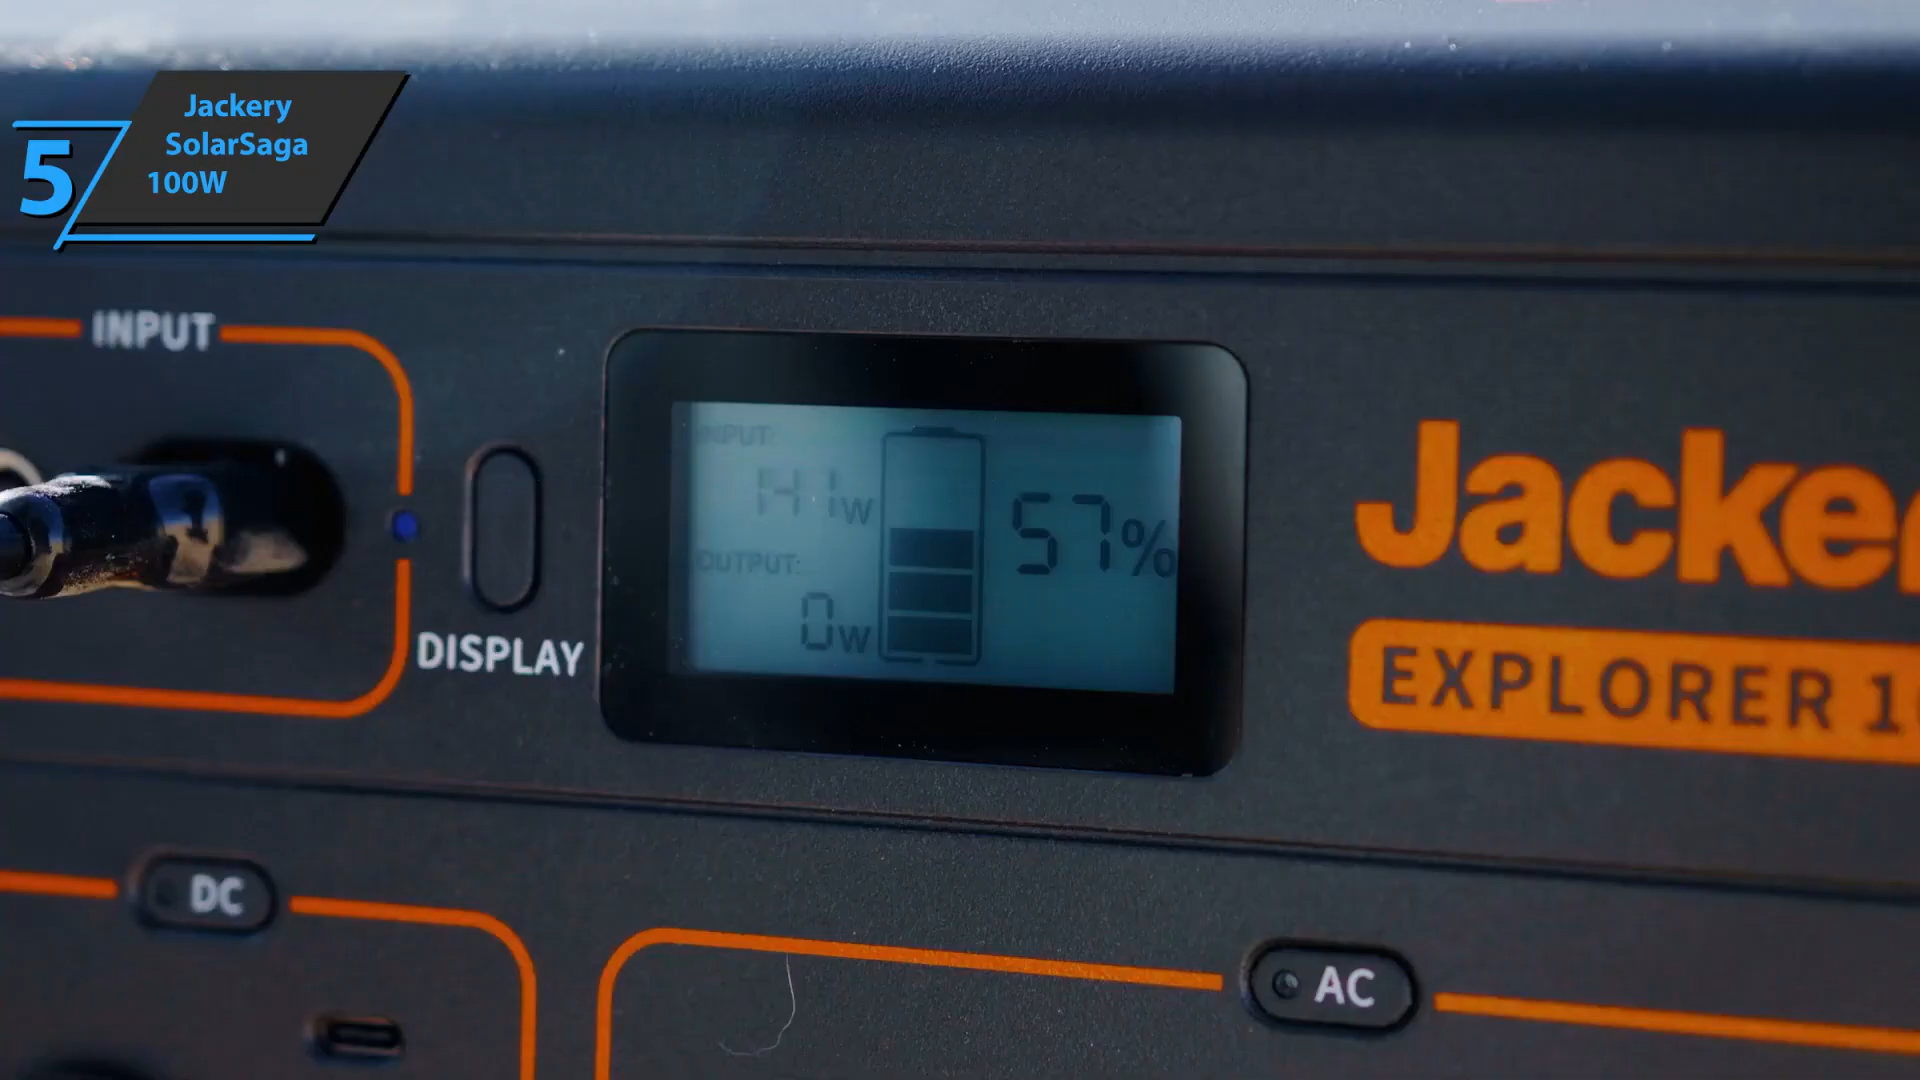 Jackery
SolarSaga
5
100W
INPUT
INPUT:
141W
57%
OUTPUT:
0W
DISPLAY
Jacke
EXPLORER 1
DC
AC